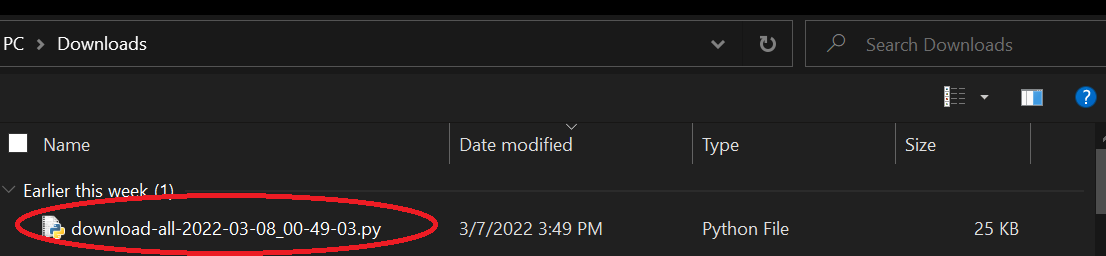 PC > Downloads
Search Downloads
?
Name Date modified Type Size
Earlier this week (1)
download-all-2022-03-08_00-49-03.py 3/7/2022 3:49 PM Python File 25 KB